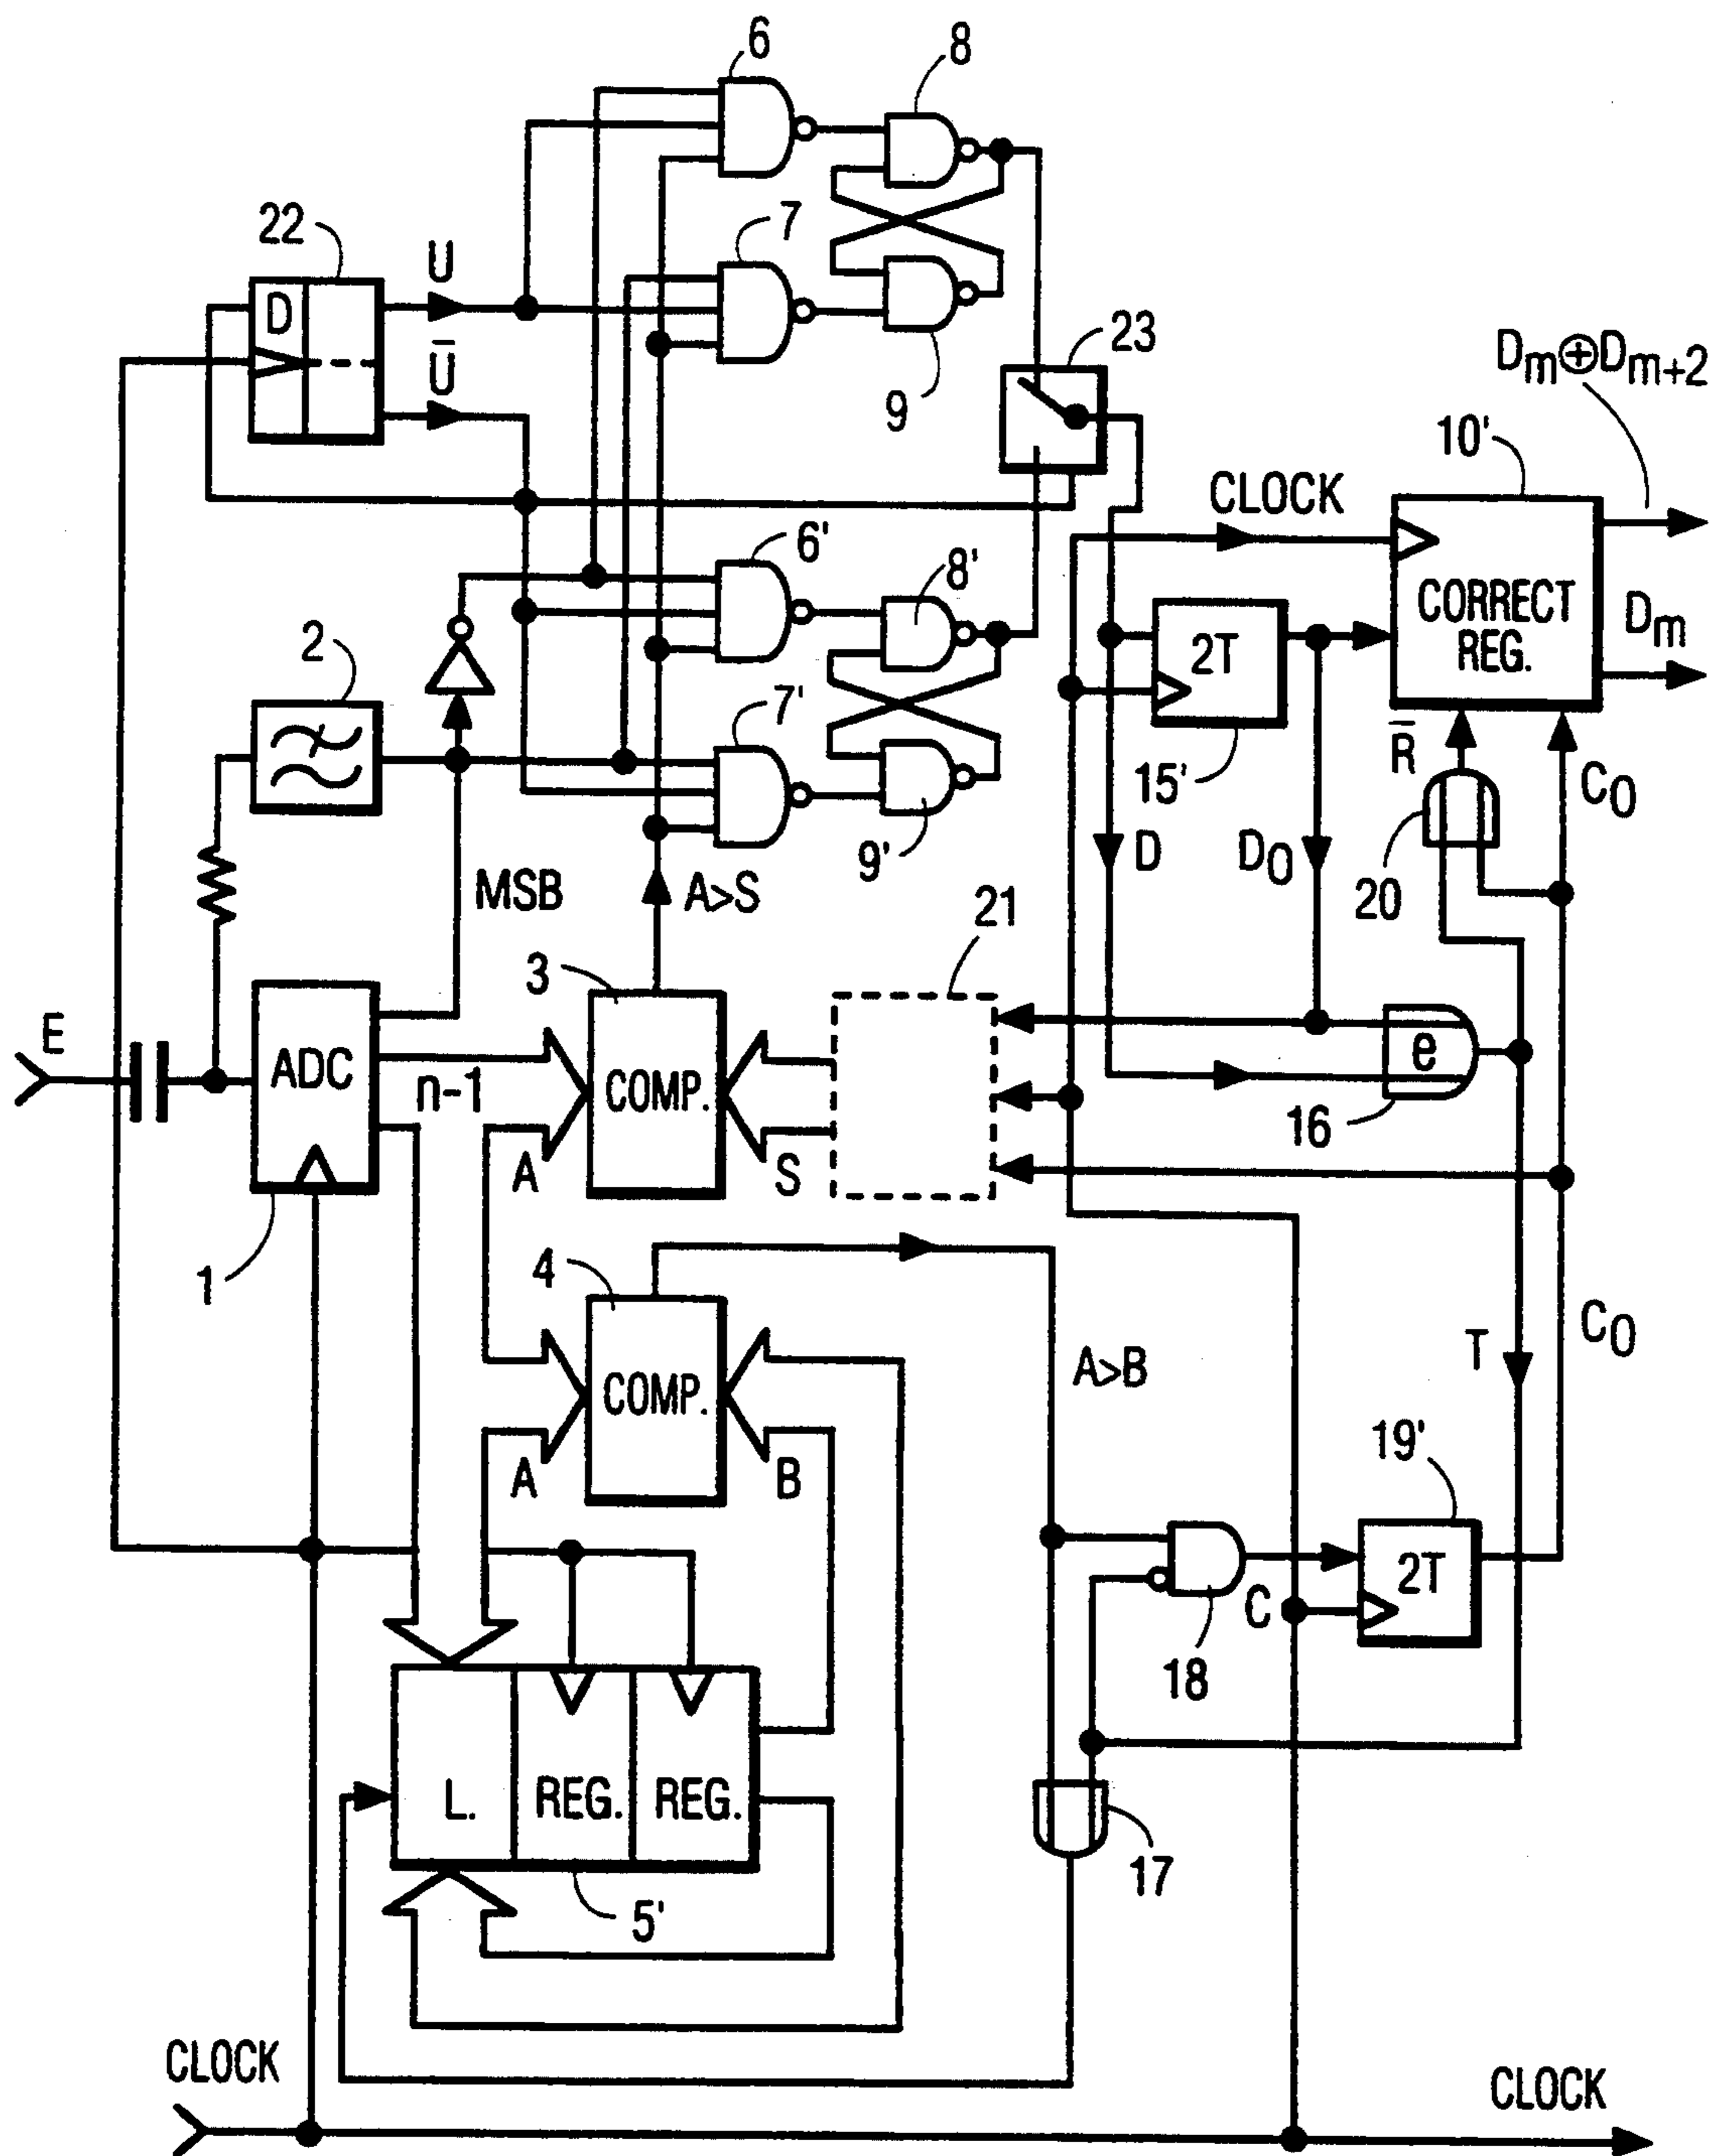 6
8
7
22
U
D
U̅
23
Dm⊕Dm+2
9
10'
CLOCK
6'
8'
CORRECT
REG.
Dm
2T
2
7'
R̅
15'
C0
9'
D
D0
20
MSB
A>S
21
3
E
ADC
n-1
COMP.
e
A
S
16
1
4
C0
T
A>B
COMP.
19'
A
B
2T
C
18
L.
REG.
REG.
17
5'
CLOCK
CLOCK